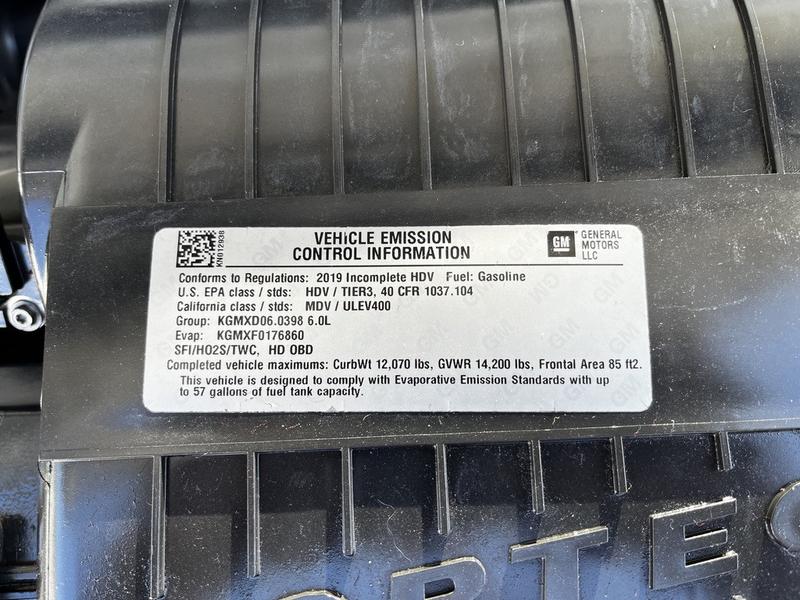 VEHICLE EMISSION
CONTROL INFORMATION
KN012938
GM
GENERAL
MOTORS
LLC
Conforms to Regulations: 2019 Incomplete HDV Fuel: Gasoline
U.S. EPA class / stds: HDV / TIER3, 40 CFR 1037.104
California class / stds: MDV / ULEV400
Group: KGMXD06.0398 6.0L
Evap: KGMXF0176860
SFI/HO2S/TWC, HD OBD
Completed vehicle maximums: CurbWt 12,070 lbs, GVWR 14,200 lbs, Frontal Area 85 ft2.
This vehicle is designed to comply with Evaporative Emission Standards with up
to 57 gallons of fuel tank capacity.
ORTEC